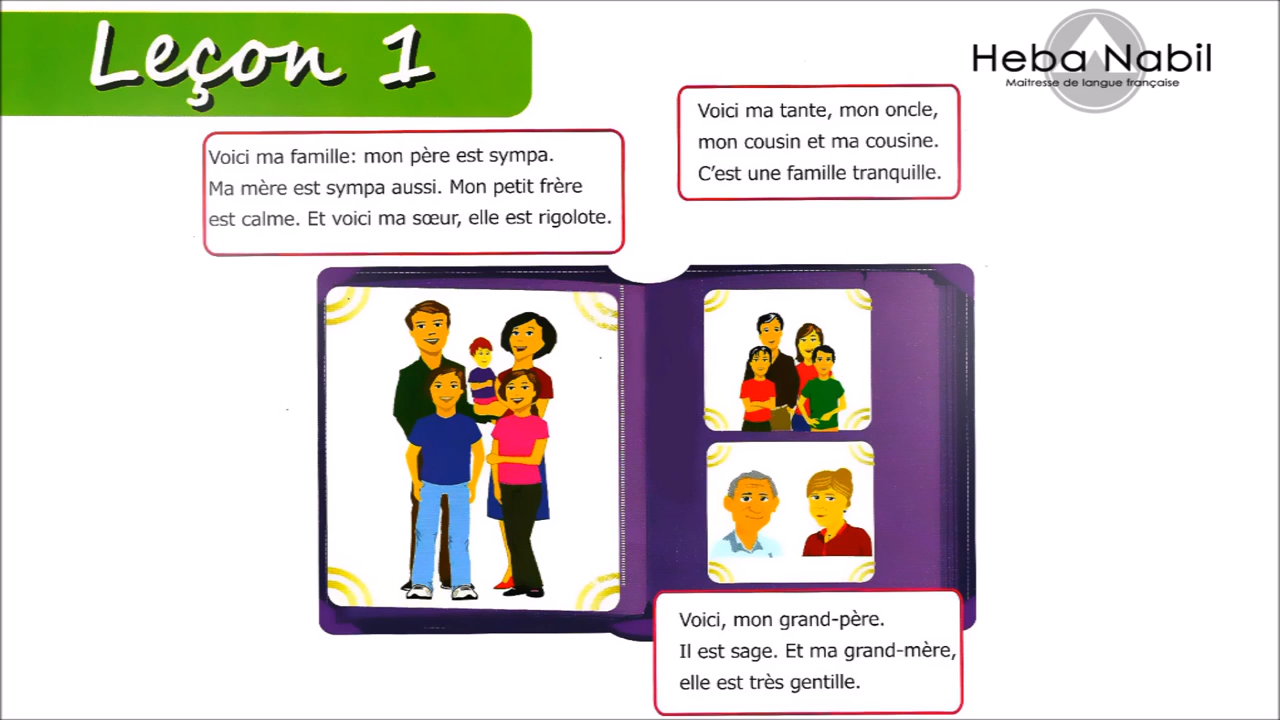 Leçon 1
Heba Nabil
Maîtresse de langue française
Voici ma famille: mon père est sympa.
Ma mère est sympa aussi. Mon petit frère
est calme. Et voici ma sœur, elle est rigolote.
Voici ma tante, mon oncle,
mon cousin et ma cousine.
C’est une famille tranquille.
Voici, mon grand-père.
Il est sage. Et ma grand-mère,
elle est très gentille.